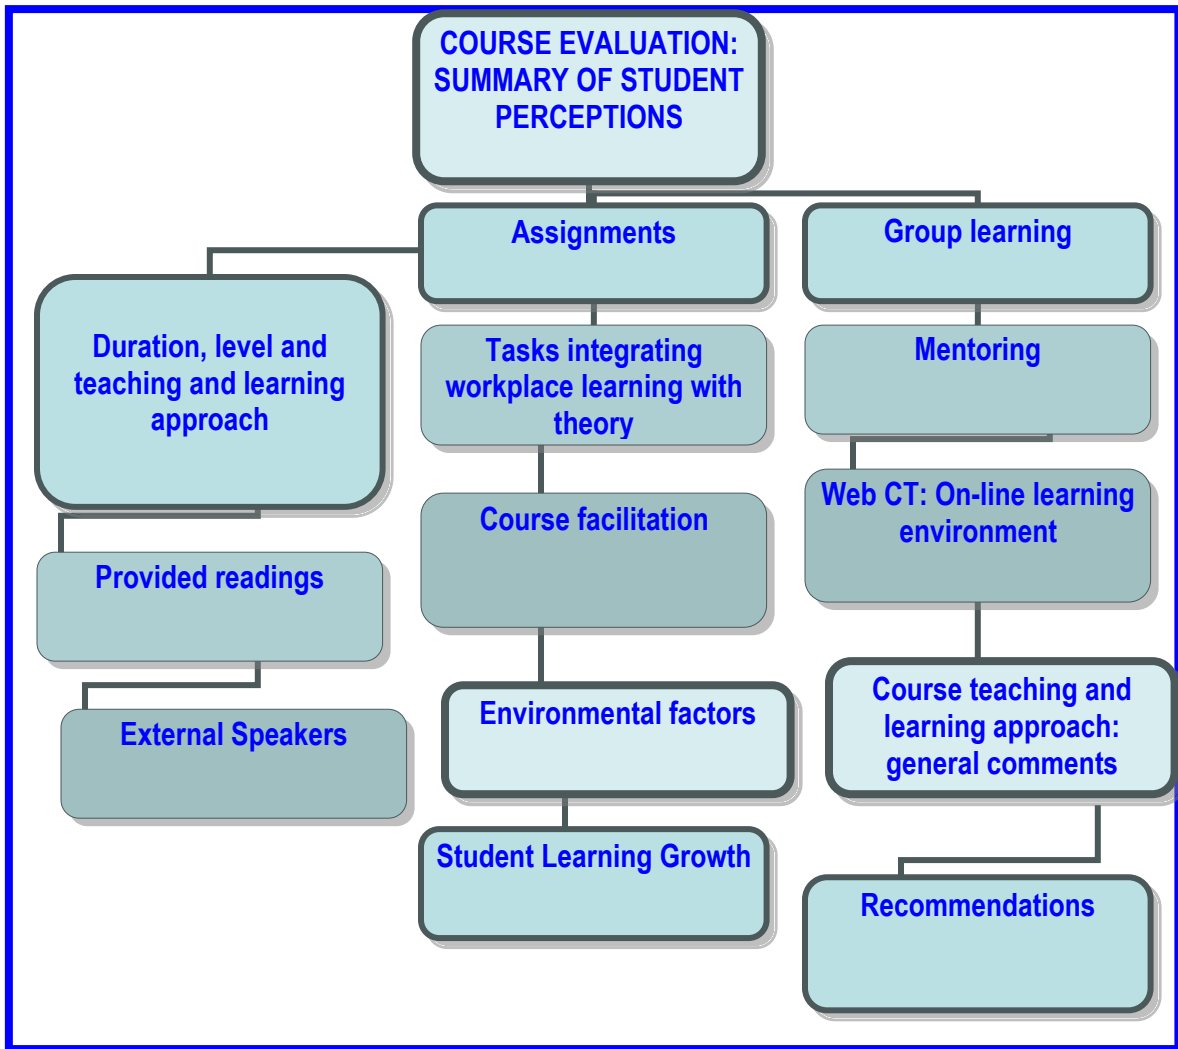 COURSE EVALUATION:
SUMMARY OF STUDENT
PERCEPTIONS
Assignments
Group learning
Duration, level and
teaching and learning
approach
Tasks integrating
workplace learning with
theory
Mentoring
Provided readings
Course facilitation
Web CT: On-line learning
environment
External Speakers
Environmental factors
Course teaching and
learning approach:
general comments
Student Learning Growth
Recommendations